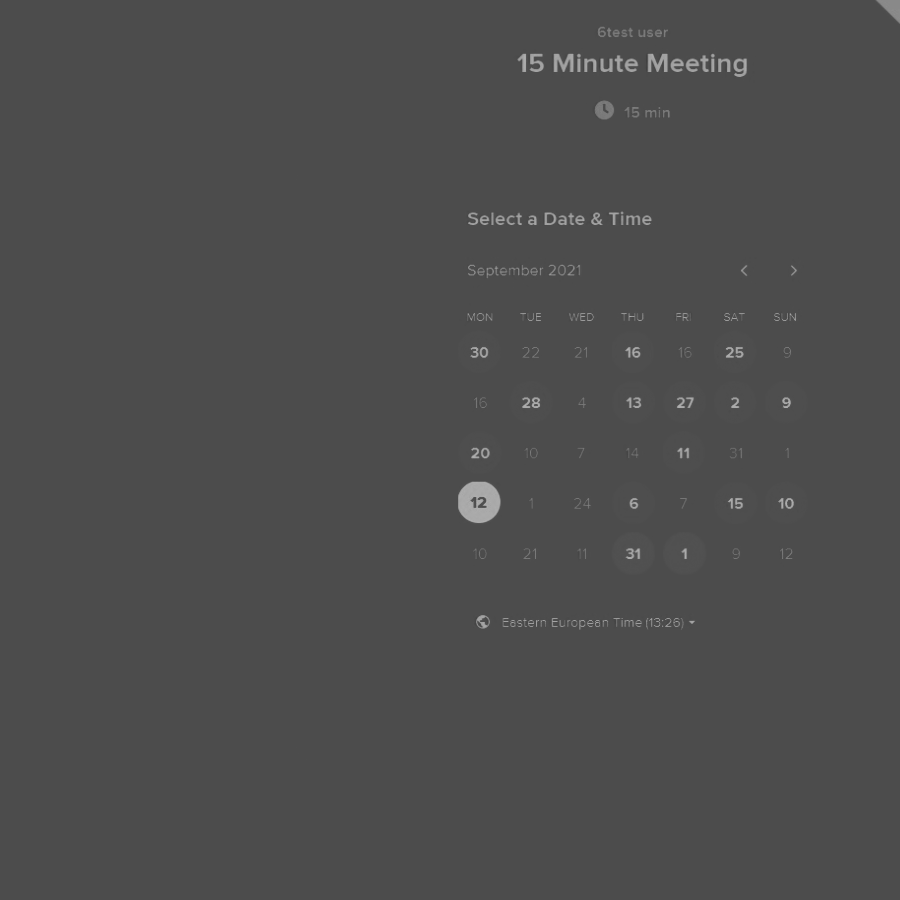 6test user
15 Minute Meeting
15 min
Select a Date & Time
September 2021
MON TUE WED THU FRI SAT SUN
30 22 21 16 16 25 9
16 28 4 13 27 2 9
20 10 7 14 11 31 1
12 1 24 6 7 15 10
10 21 11 31 1 9 12
Eastern European Time (13:26)